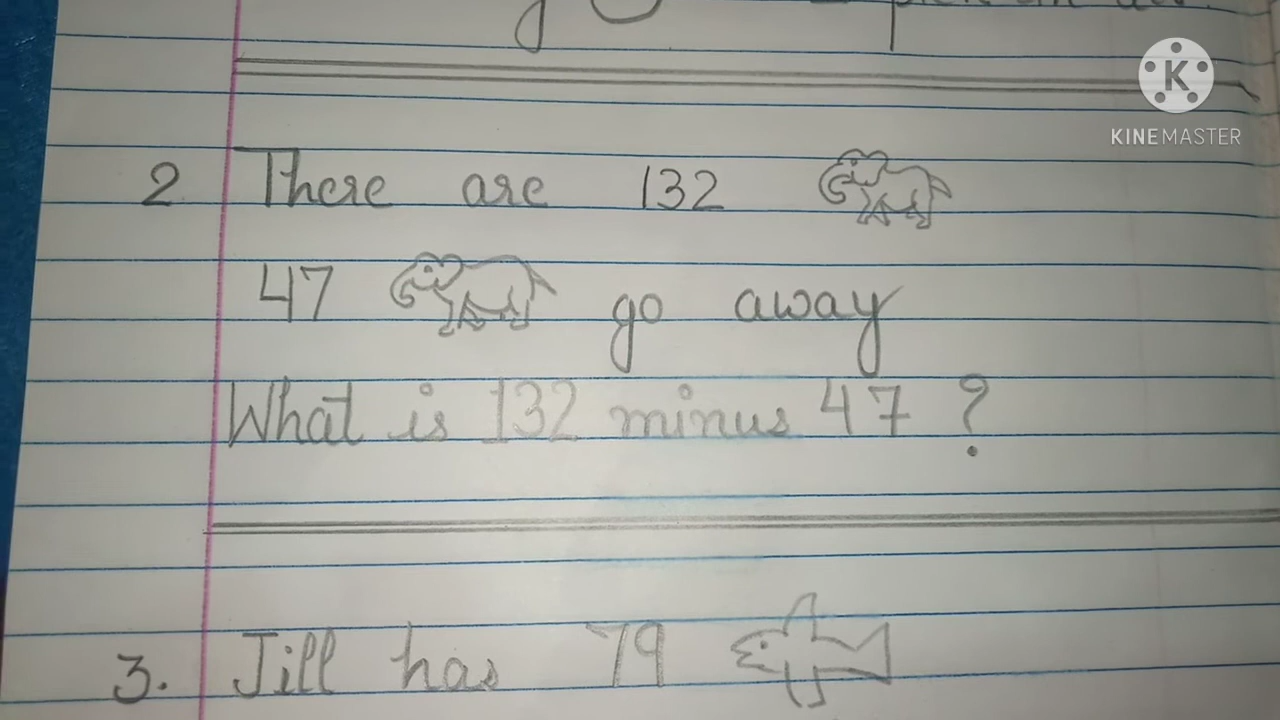 K
KINEMASTER
2 There are 132
47 go away
What is 132 minus 47 ?
3. Jill has 79